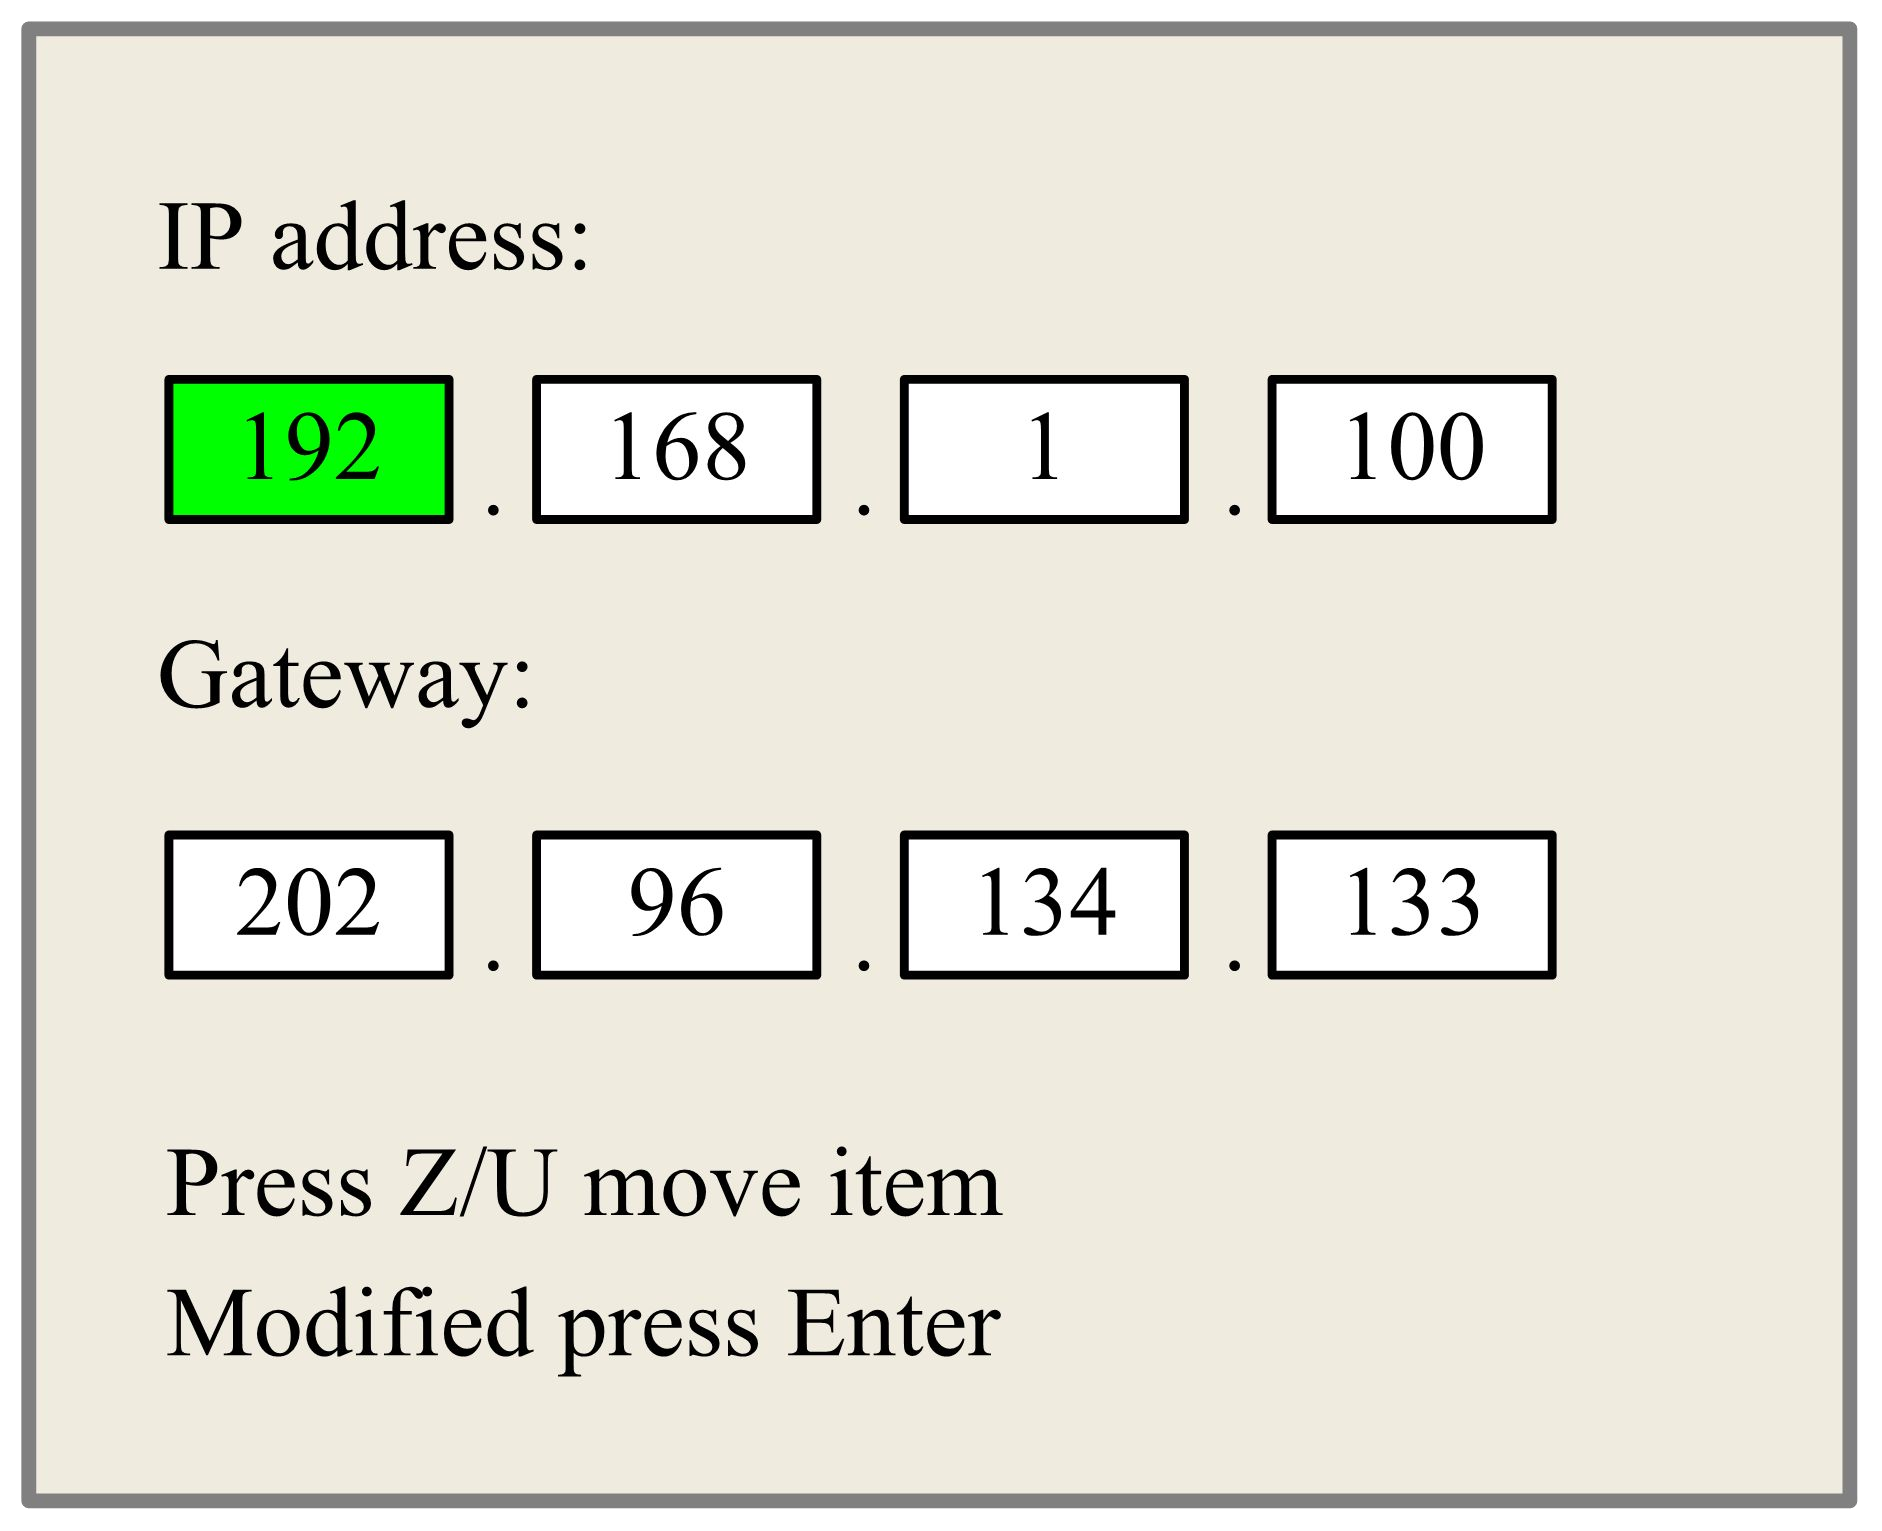 IP address:
192 . 168 . 1 . 100
Gateway:
202 . 96 . 134 . 133
Press Z/U move item
Modified press Enter